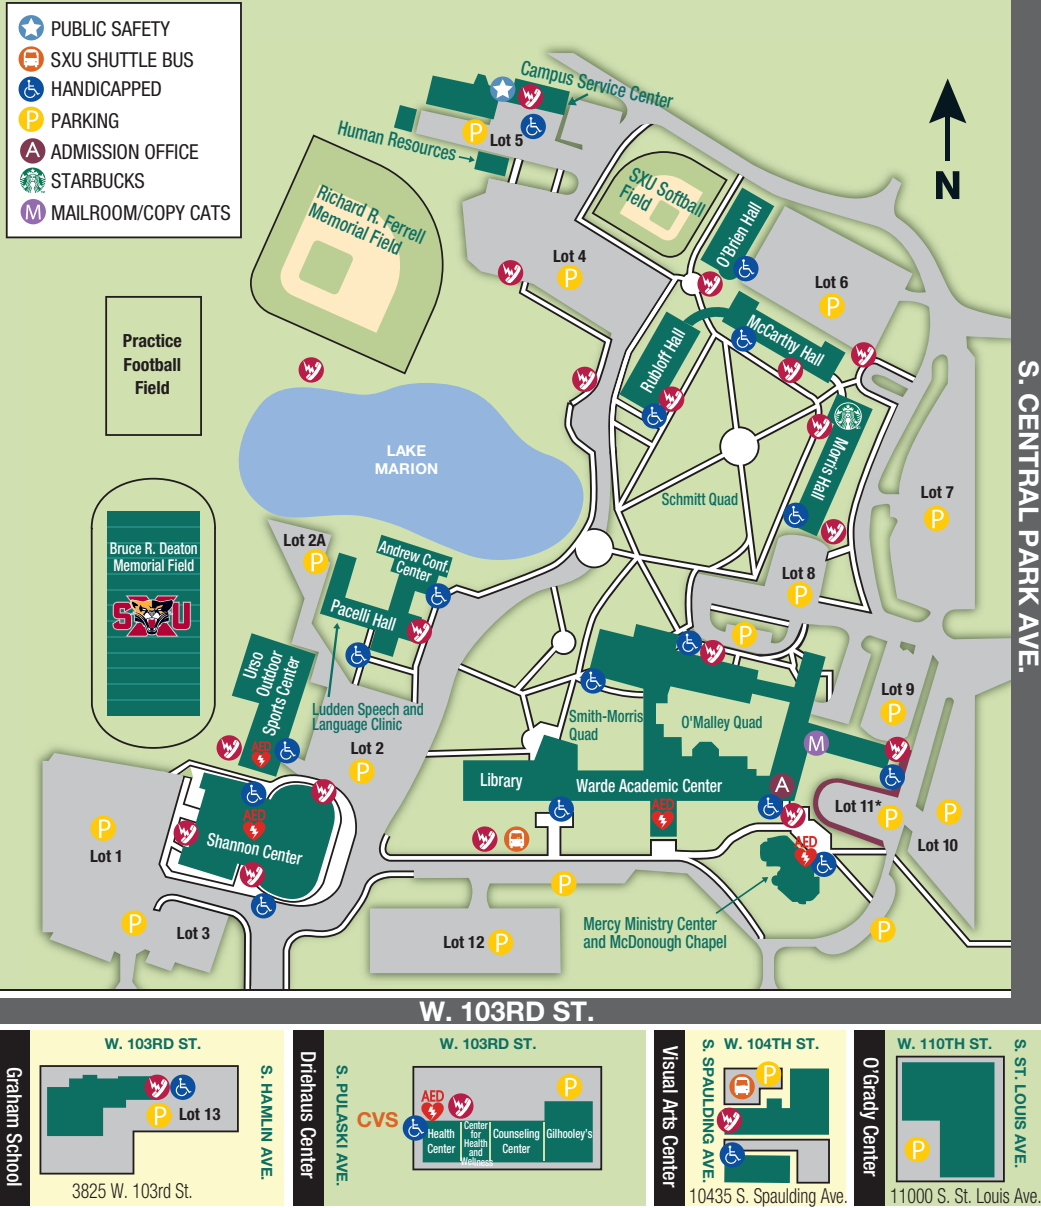 PUBLIC SAFETY
SXU SHUTTLE BUS
HANDICAPPED
P PARKING
A ADMISSION OFFICE
STARBUCKS
M MAILROOM/COPY CATS
Campus Service Center
Human Resources
P
Lot 5
N
Richard R. Ferrell
Memorial Field
SXU Softball
Field
O'Brien Hall
Lot 4
P
Lot 6
P
Practice
Football
Field
Rubloff Hall
McCarthy Hall
S. CENTRAL PARK AVE.
LAKE
MARION
Schmitt Quad
Morris Hall
Lot 7
P
Bruce R. Deaton
Memorial Field
SXU
Lot 2A
P
Andrew Conf.
Center
Pacelli Hall
Lot 8
P
P
Urso
Outdoor
Sports Center
AED
Ludden Speech and
Language Clinic
Lot 2
P
Smith-Morris
Quad
O'Malley Quad
Lot 9
P
M
Library
Warde Academic Center
A
AED
Lot 11*
P
P
Lot 10
P
Lot 1
AED
Shannon Center
AED
P
Lot 3
P
Lot 12
P
Mercy Ministry Center
and McDonough Chapel
P
W. 103RD ST.
Graham School
W. 103RD ST.
S. HAMLIN AVE.
P
Lot 13
3825 W. 103rd St.
Driehaus Center
W. 103RD ST.
S. PULASKI AVE.
CVS
AED
P
Health
Center
Center
for
Health
and
Wellness
Counseling
Center
Gilhooley's
Visual Arts Center
W. 104TH ST.
S. SPAULDING AVE.
P
10435 S. Spaulding Ave.
O'Grady Center
W. 110TH ST.
S. ST. LOUIS AVE.
P
11000 S. St. Louis Ave.